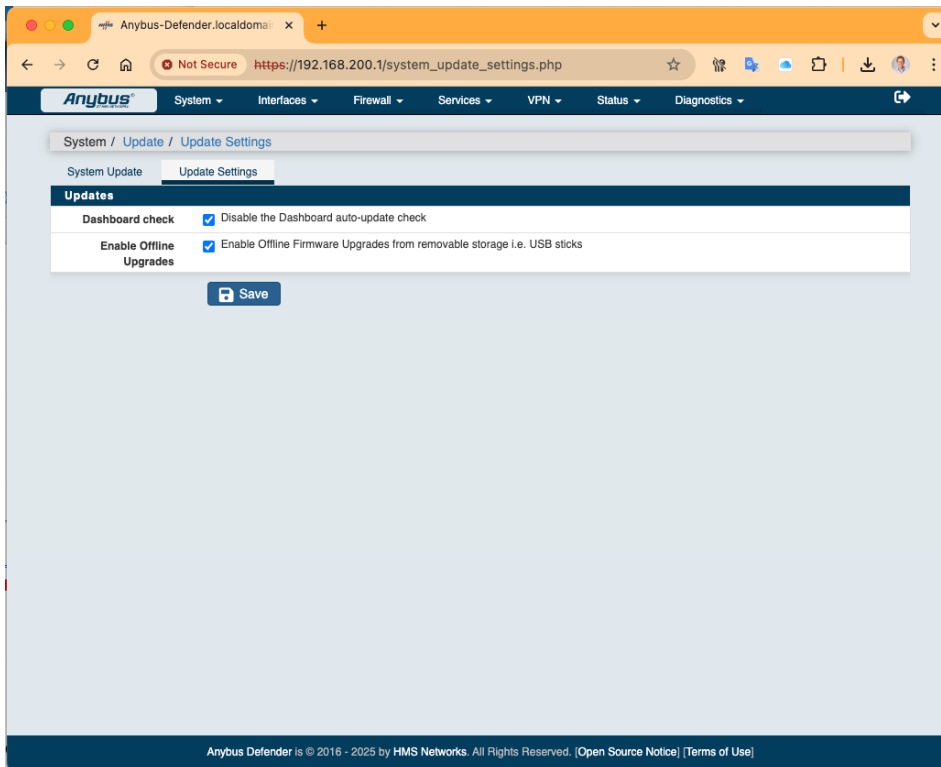 Anybus-Defender.localdomai
Not Secure https://192.168.200.1/system_update_settings.php
Anybus®
System Interfaces Firewall Services VPN Status Diagnostics
System / Update / Update Settings
System Update Update Settings
Updates
Dashboard check Disable the Dashboard auto-update check
Enable Offline Upgrades Enable Offline Firmware Upgrades from removable storage i.e. USB sticks
Save
Anybus Defender is © 2016 - 2025 by HMS Networks. All Rights Reserved. [Open Source Notice] [Terms of Use]